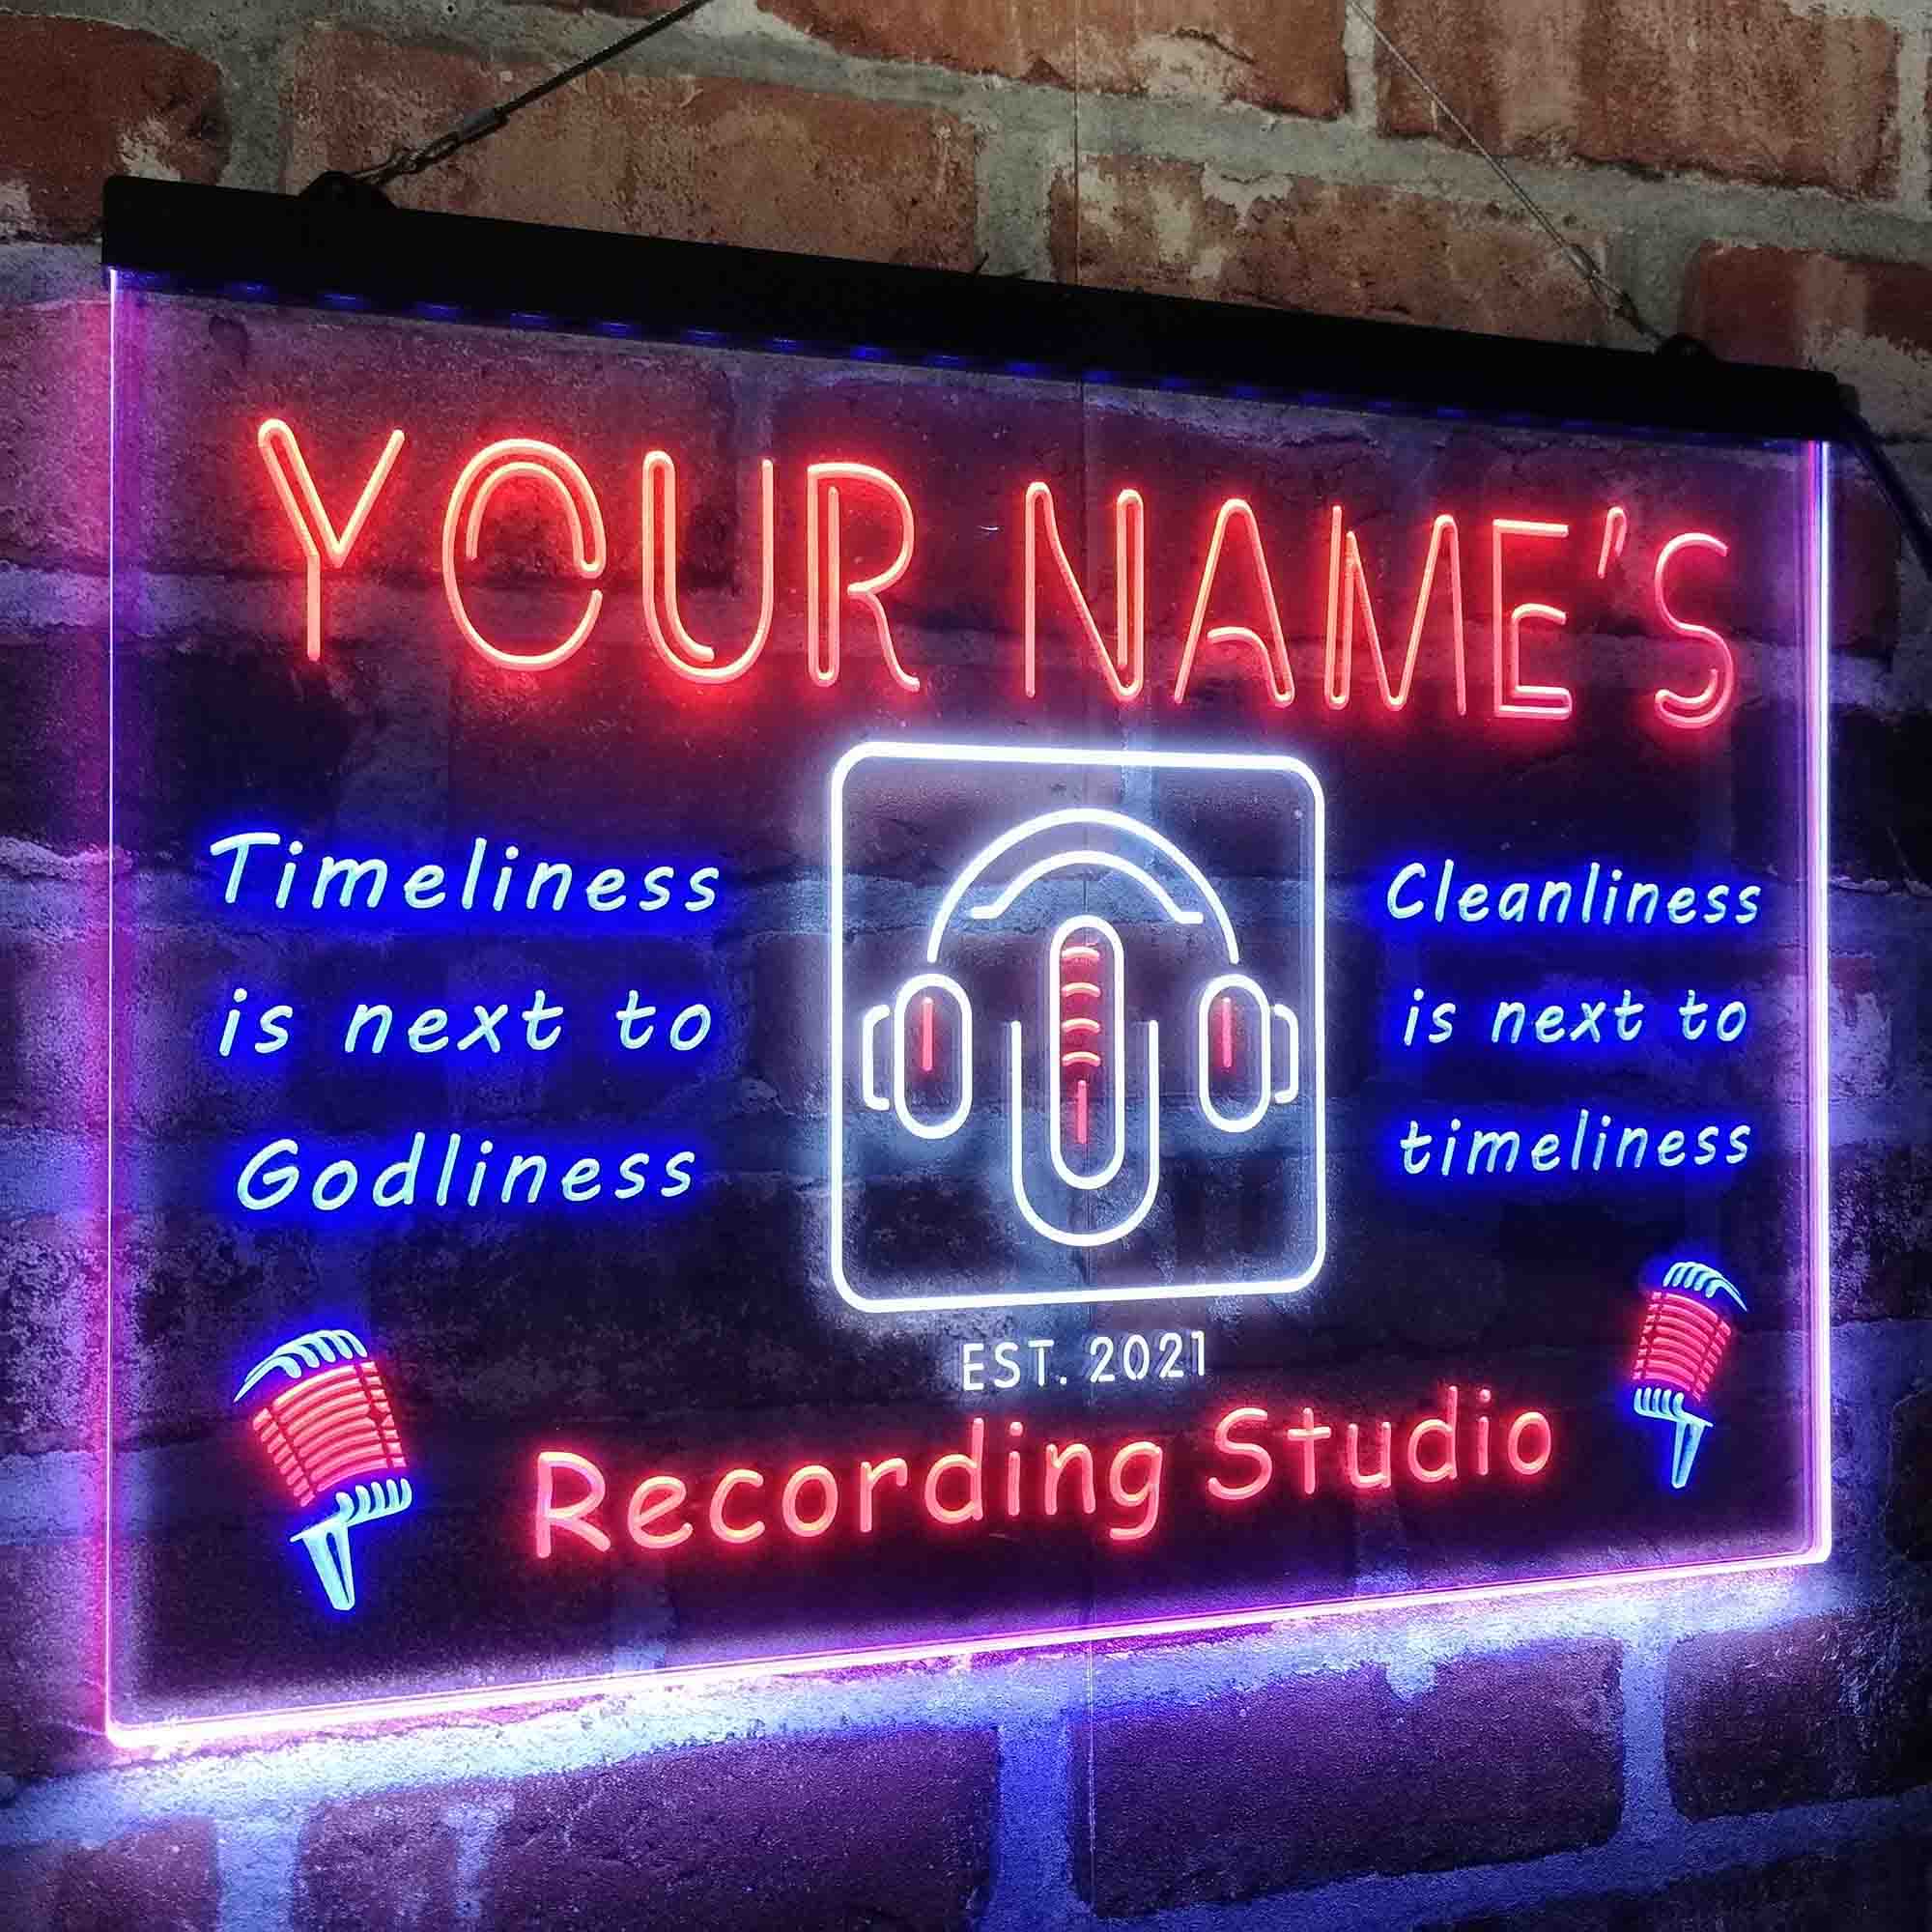 YOUR NAME'S
Timeliness
is next to
Godliness
Cleanliness
is next to
timeliness
EST. 2021
Recording Studio